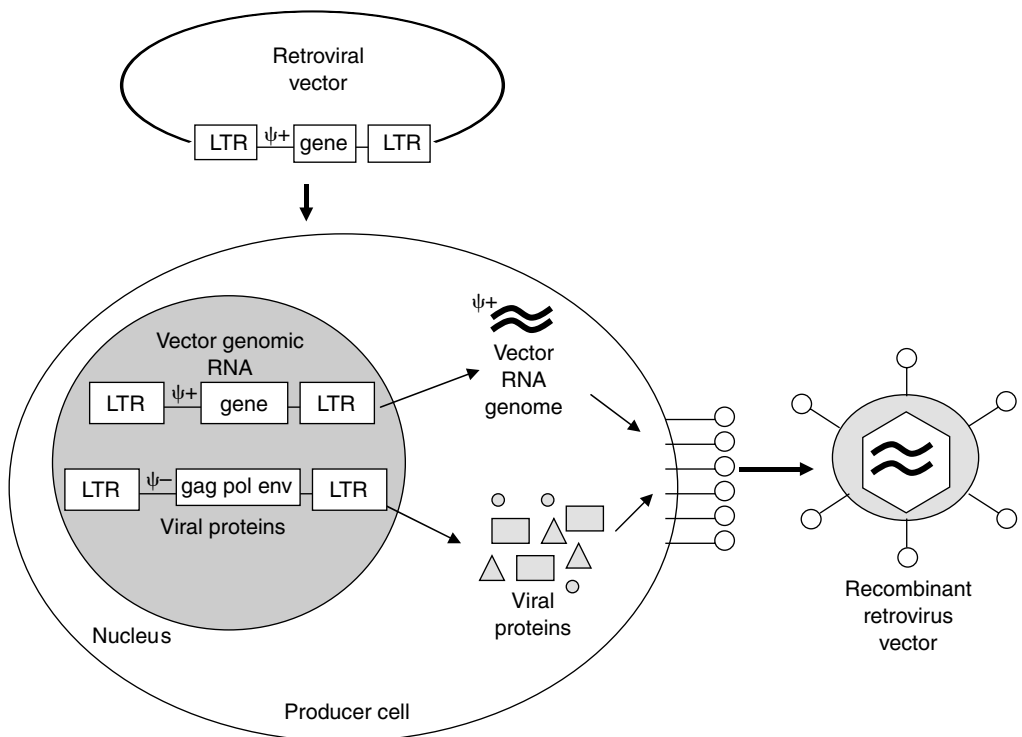 Retroviral
vector
LTR ψ+ gene LTR
Vector genomic
RNA
LTR ψ+ gene LTR
LTR ψ− gag pol env LTR
Viral proteins
Nucleus
Producer cell
ψ+
Vector
RNA
genome
Viral
proteins
Recombinant
retrovirus
vector